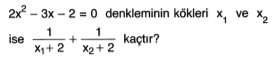 2x² - 3x - 2 = 0 denkleminin kökleri x₁ ve x₂
ise 1/(x₁ + 2) + 1/(x₂ + 2) kaçtır?